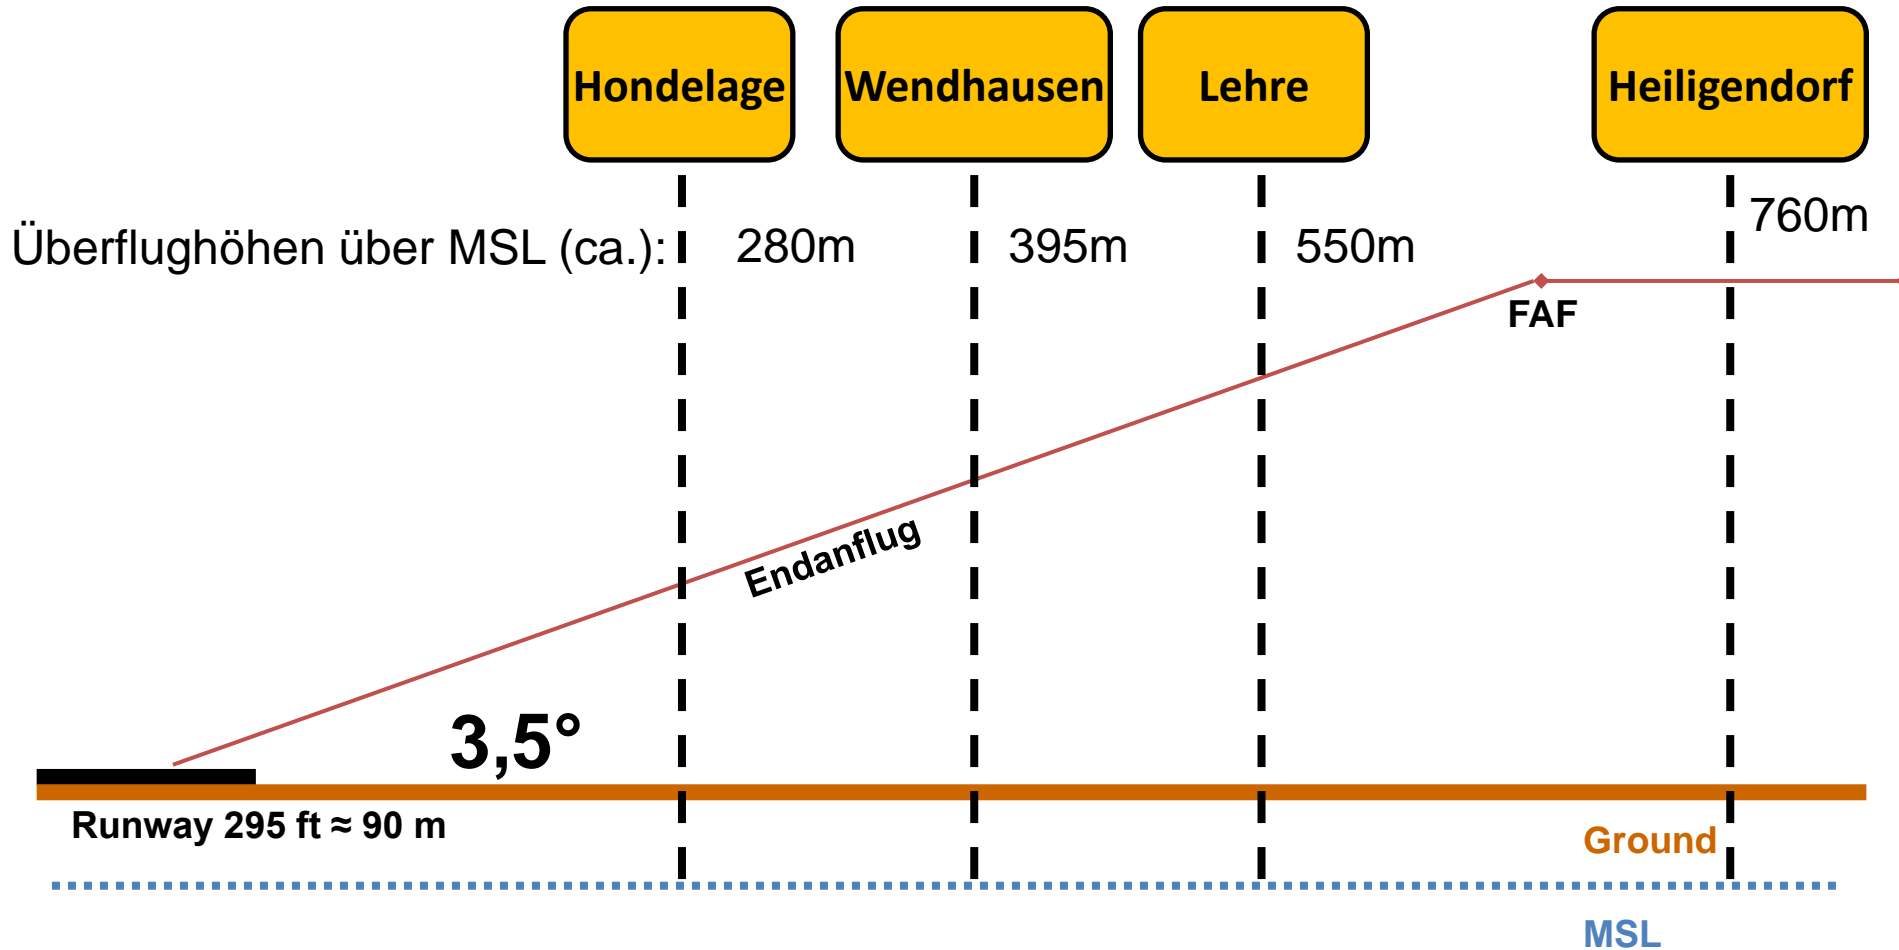 Hondelage
Wendhausen
Lehre
Heiligendorf
Überflughöhen über MSL (ca.):
280m
395m
550m
760m
FAF
Endanflug
3,5°
Runway 295 ft ≈ 90 m
Ground
MSL